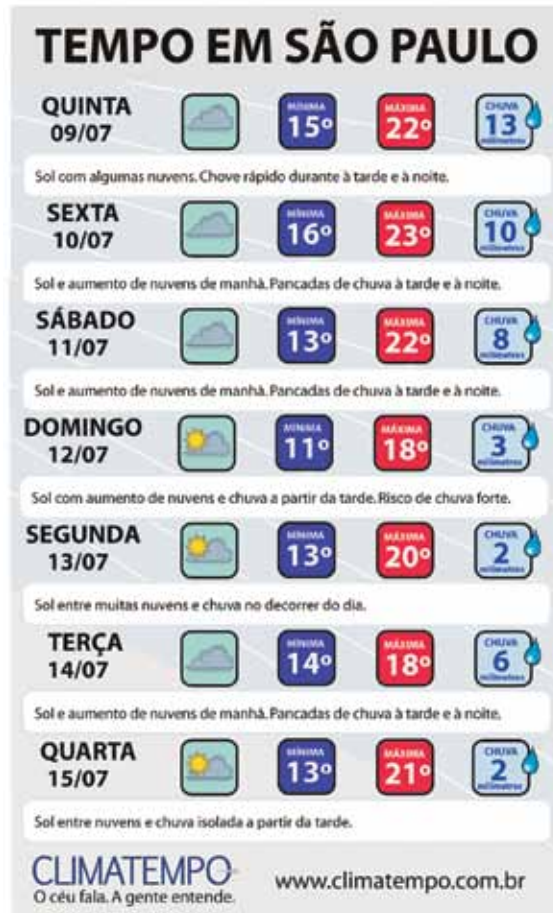 TEMPO EM SÃO PAULO
QUINTA
09/07
MÍNIMA
15º
MÁXIMA
22º
CHUVA
13
milímetros
Sol com algumas nuvens. Chove rápido durante à tarde e à noite.
SEXTA
10/07
MÍNIMA
16º
MÁXIMA
23º
CHUVA
10
milímetros
Sol e aumento de nuvens de manhã. Pancadas de chuva à tarde e à noite.
SÁBADO
11/07
MÍNIMA
13º
MÁXIMA
22º
CHUVA
8
milímetros
Sol e aumento de nuvens de manhã. Pancadas de chuva à tarde e à noite.
DOMINGO
12/07
MÍNIMA
11º
MÁXIMA
18º
CHUVA
3
milímetros
Sol com aumento de nuvens e chuva a partir da tarde. Risco de chuva forte.
SEGUNDA
13/07
MÍNIMA
13º
MÁXIMA
20º
CHUVA
2
milímetros
Sol entre muitas nuvens e chuva no decorrer do dia.
TERÇA
14/07
MÍNIMA
14º
MÁXIMA
18º
CHUVA
6
milímetros
Sol e aumento de nuvens de manhã. Pancadas de chuva à tarde e à noite.
QUARTA
15/07
MÍNIMA
13º
MÁXIMA
21º
CHUVA
2
milímetros
Sol entre nuvens e chuva isolada a partir da tarde.
CLIMATEMPO
O céu fala. A gente entende.
www.climatempo.com.br